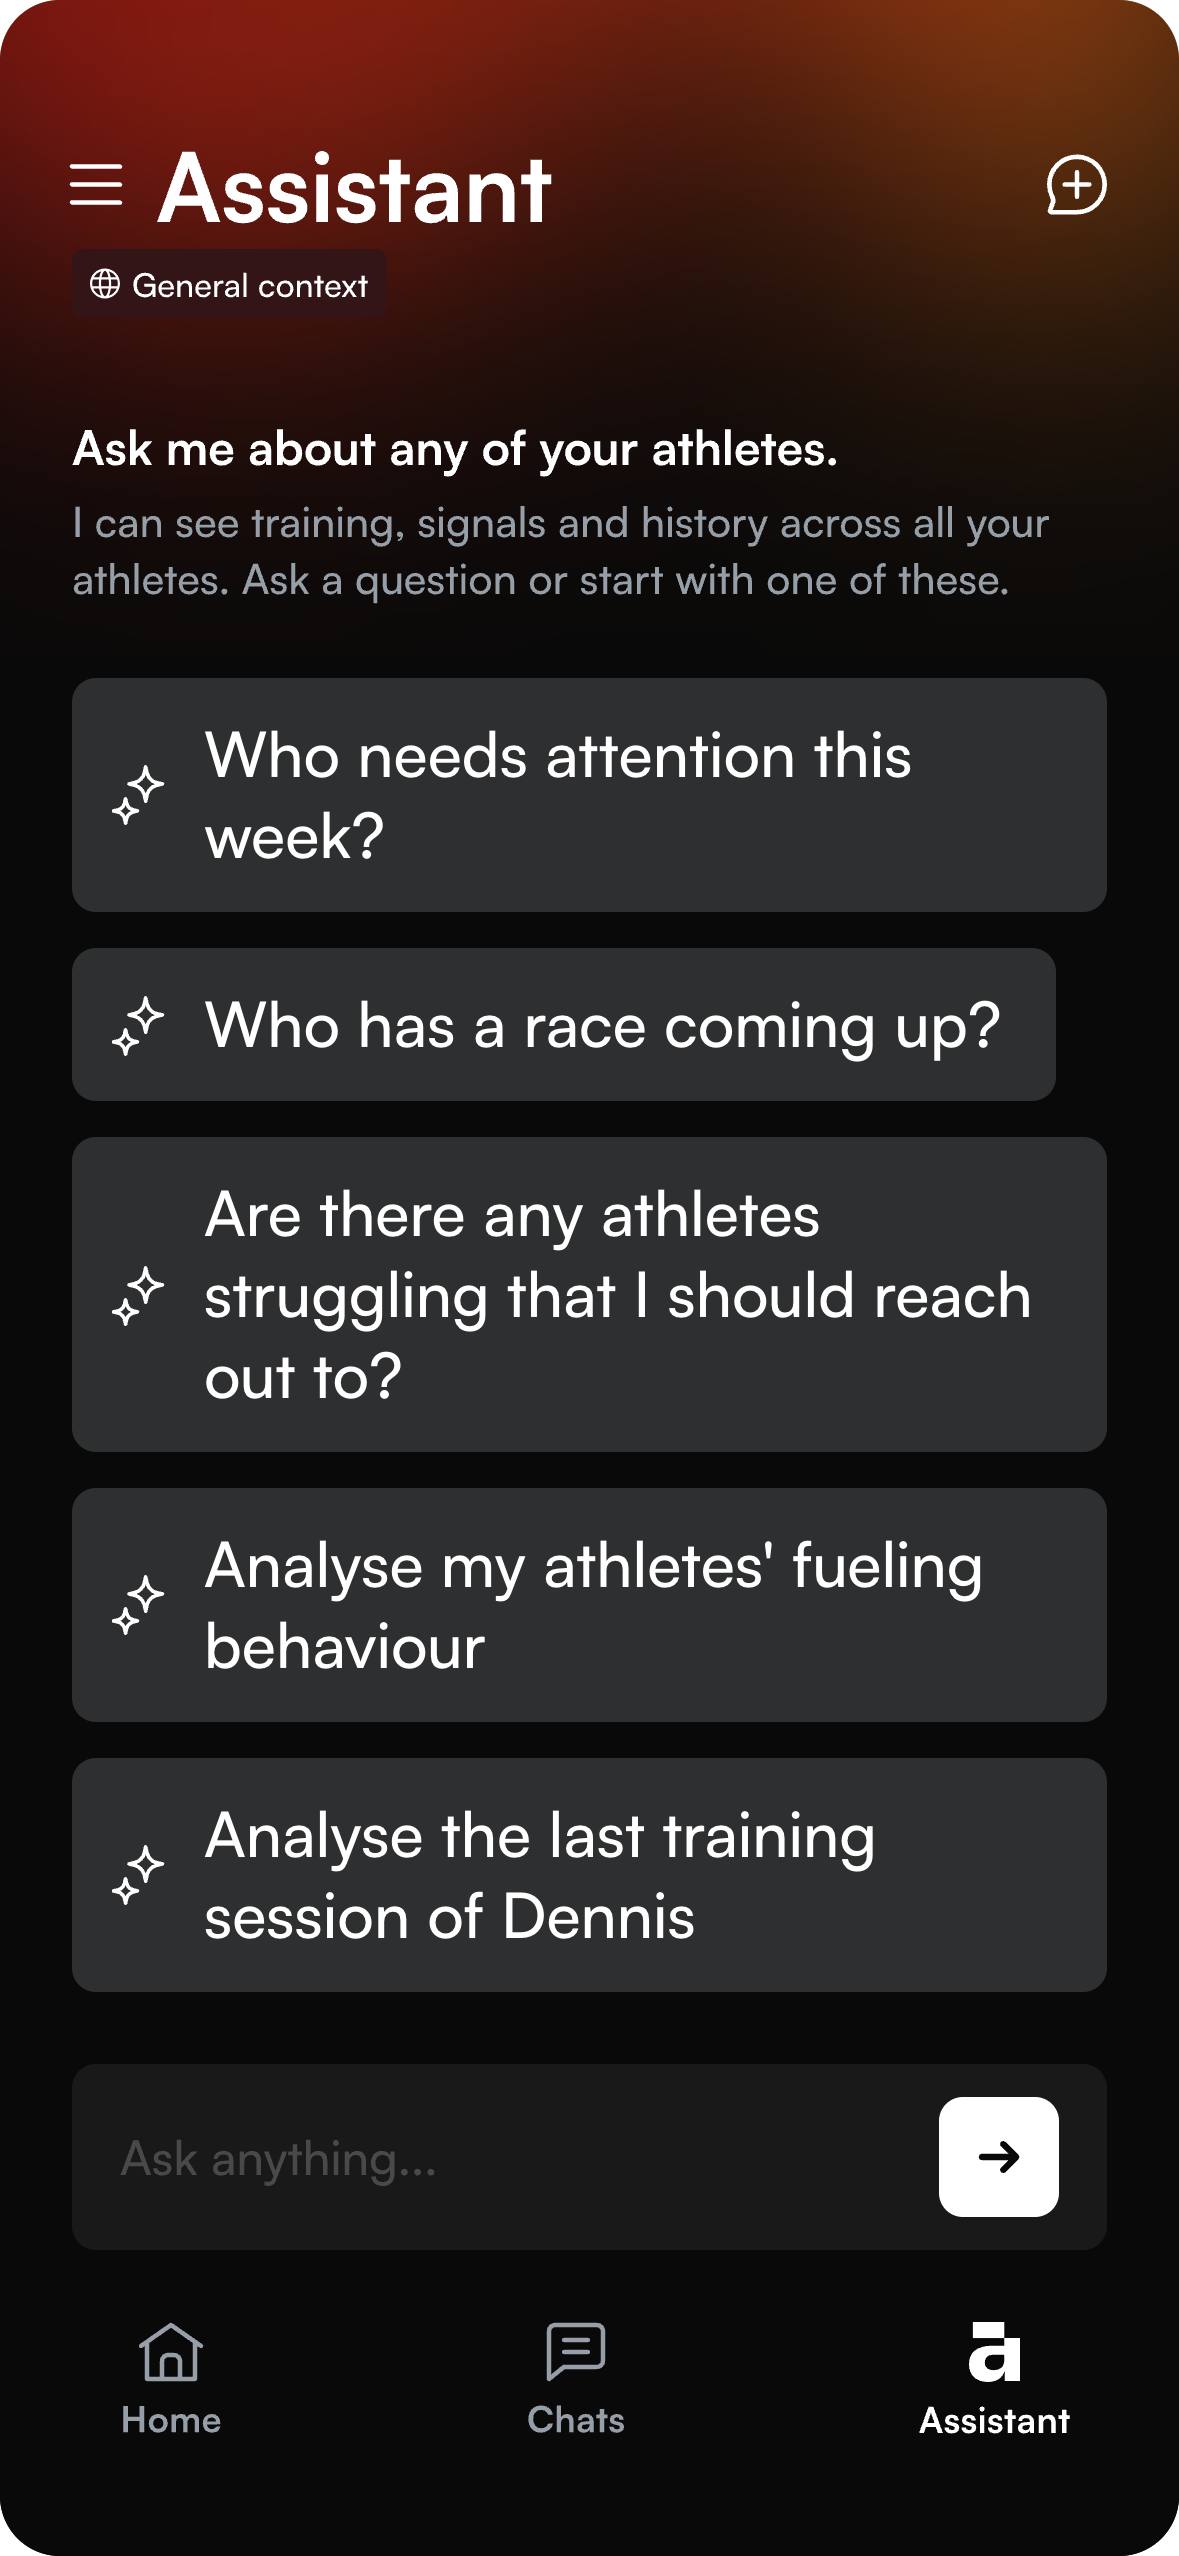 Assistant
General context
Ask me about any of your athletes.
I can see training, signals and history across all your
athletes. Ask a question or start with one of these.
Who needs attention this
week?
Who has a race coming up?
Are there any athletes
struggling that I should reach
out to?
Analyse my athletes' fueling
behaviour
Analyse the last training
session of Dennis
Ask anything...
Home
Chats
a
Assistant